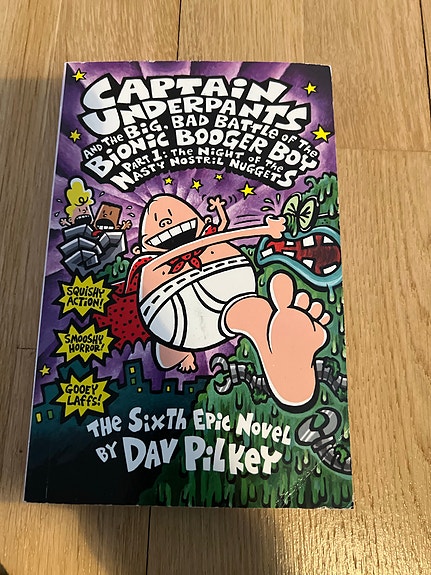 CAPTAIN
UNDERPANTS
AND THE BIG, BAD BATTLE OF THE
BIONIC BOOGER BOY
PART 1: THE NIGHT OF THE
NASTY NOSTRIL NUGGETS
SQUISHY
ACTION!
SMOOSHY
HORROR!
GOOEY
LAFFS!
THE SIXTH EPIC NOVEL
BY DAV PILKEY